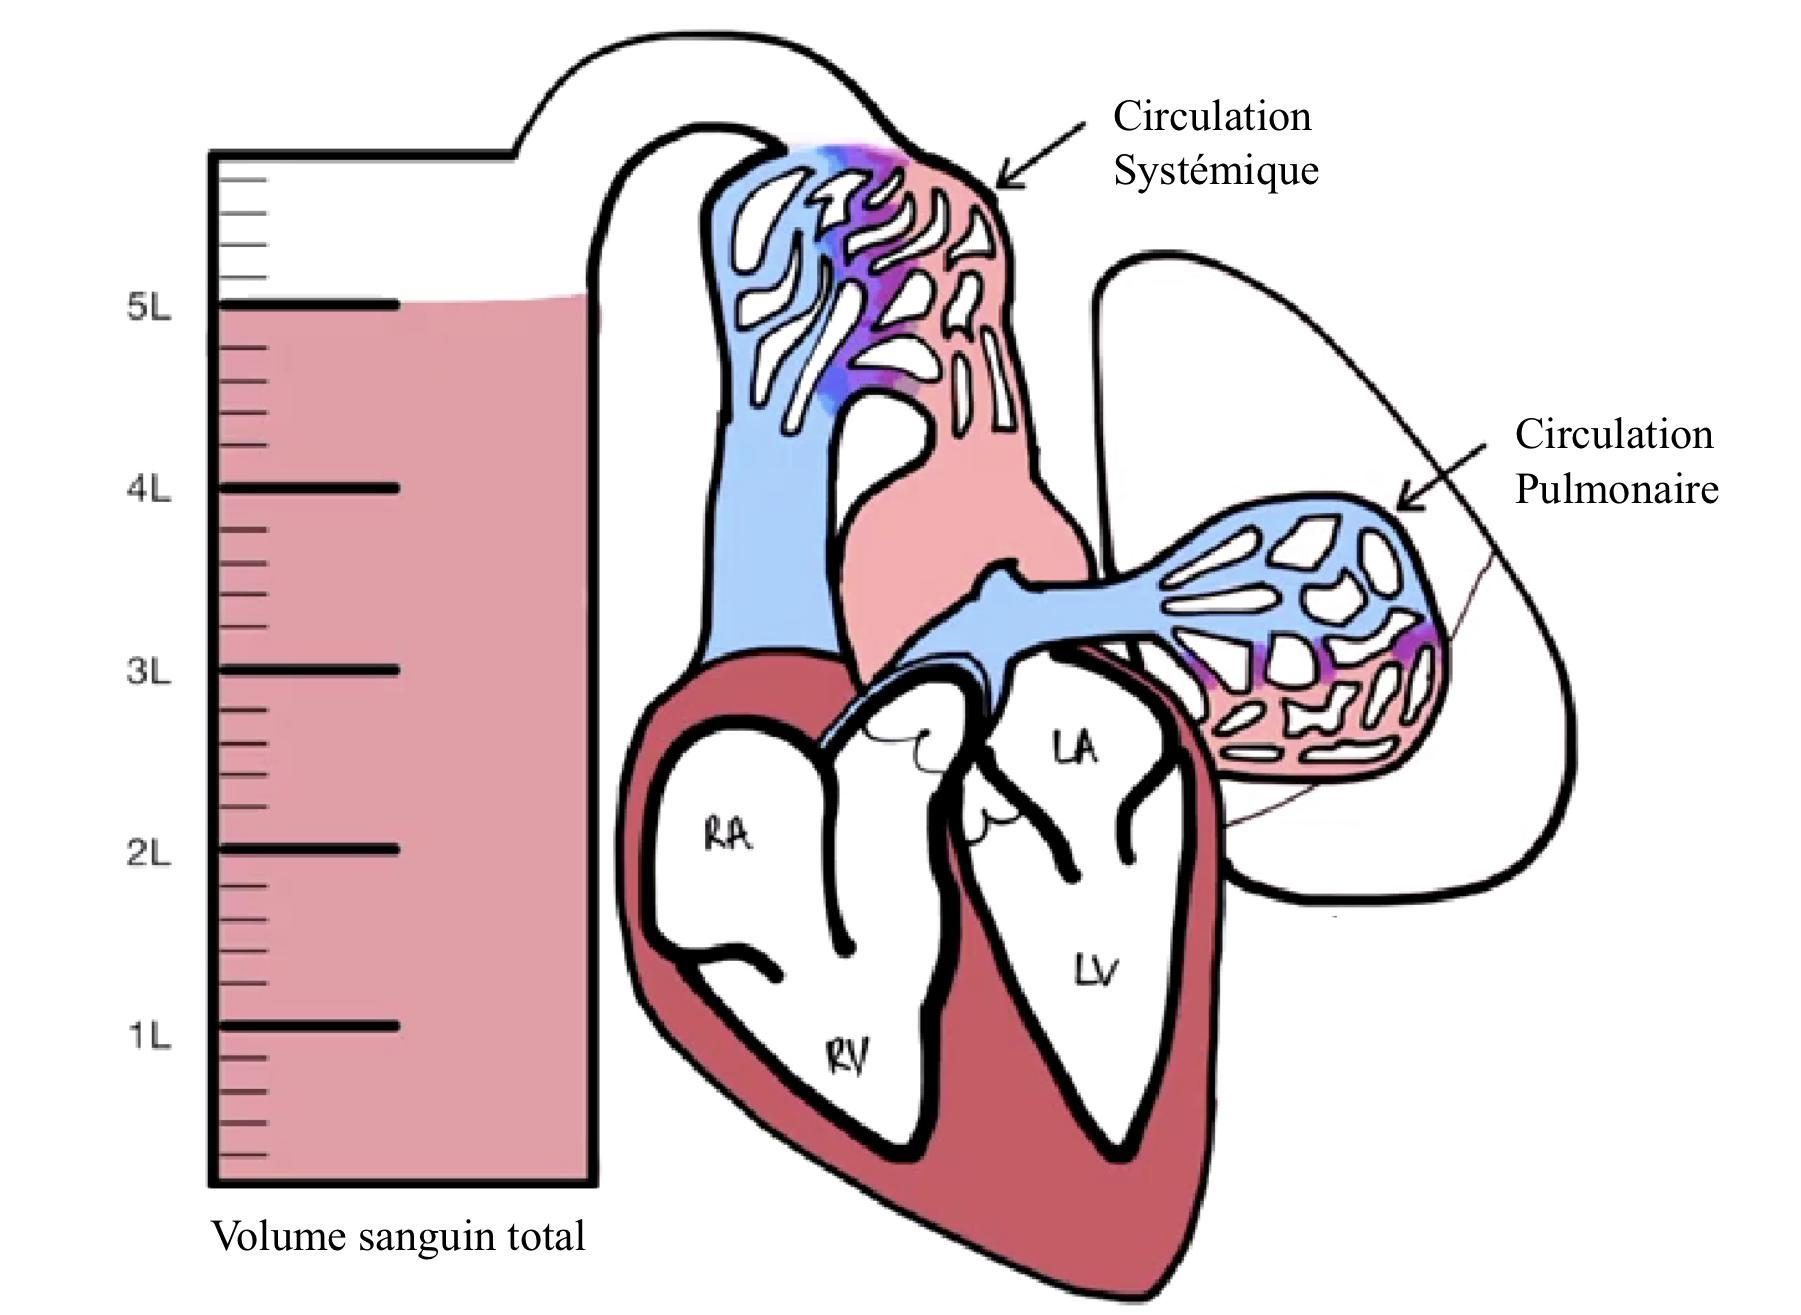 Circulation
Systémique
5L
4L
3L
2L
1L
Circulation
Pulmonaire
LA
RA
LV
RV
Volume sanguin total